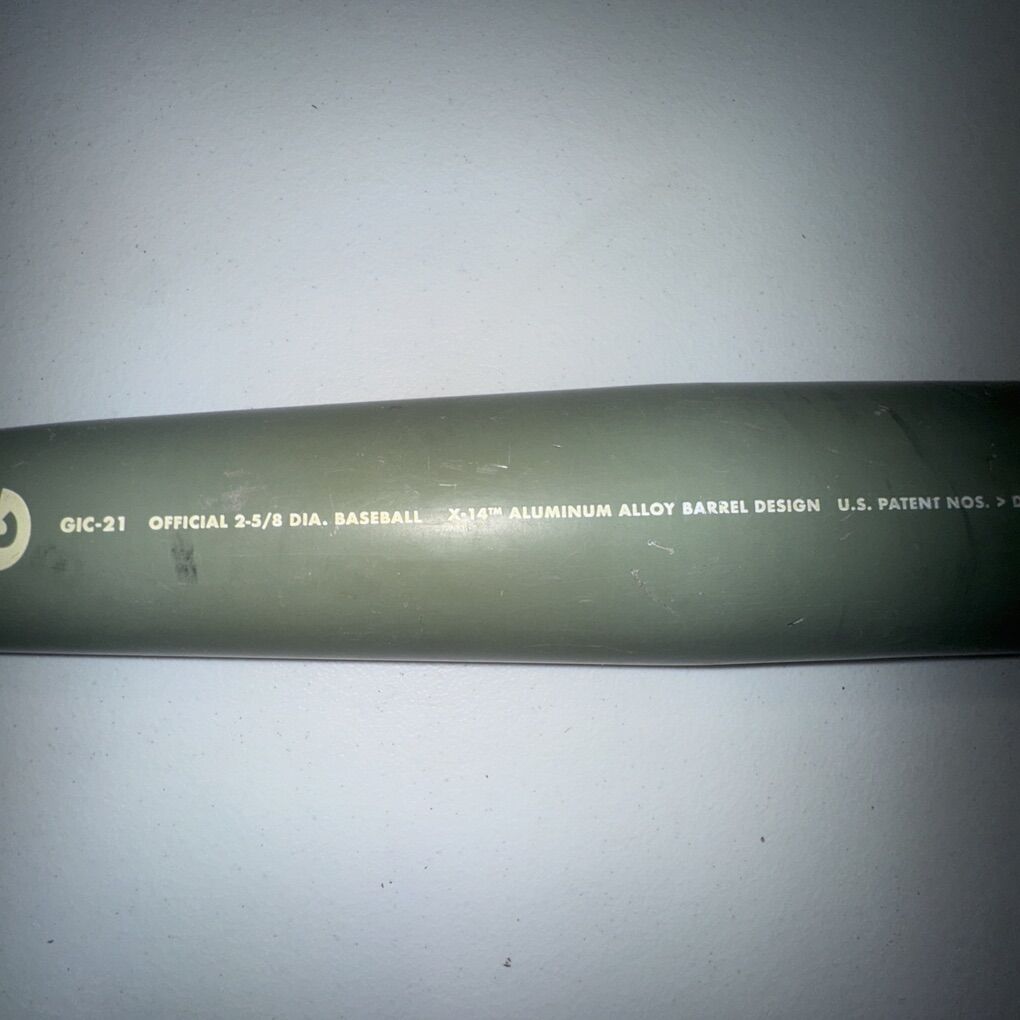 GIC-21 OFFICIAL 2-5/8 DIA. BASEBALL X-14™ ALUMINUM ALLOY BARREL DESIGN U.S. PATENT NOS. >